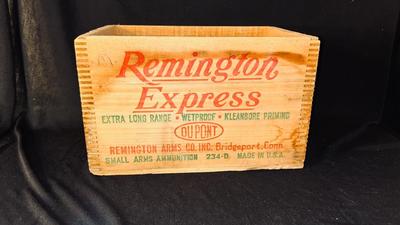 Remington
Express
EXTRA LONG RANGE • WETPROOF • KLEANBORE PRIMING
DU PONT
REMINGTON ARMS CO. INC. Bridgeport, Conn.
SMALL ARMS AMMUNITION 234-D MADE IN U.S.A.